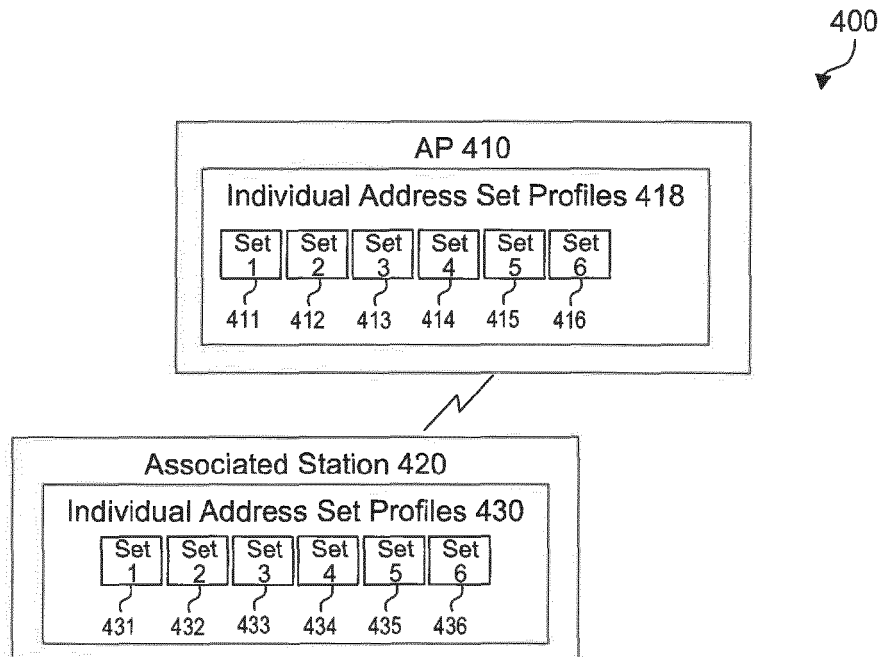 400
AP 410
Individual Address Set Profiles 418
Set 1 Set 2 Set 3 Set 4 Set 5 Set 6
411 412 413 414 415 416
Associated Station 420
Individual Address Set Profiles 430
Set 1 Set 2 Set 3 Set 4 Set 5 Set 6
431 432 433 434 435 436